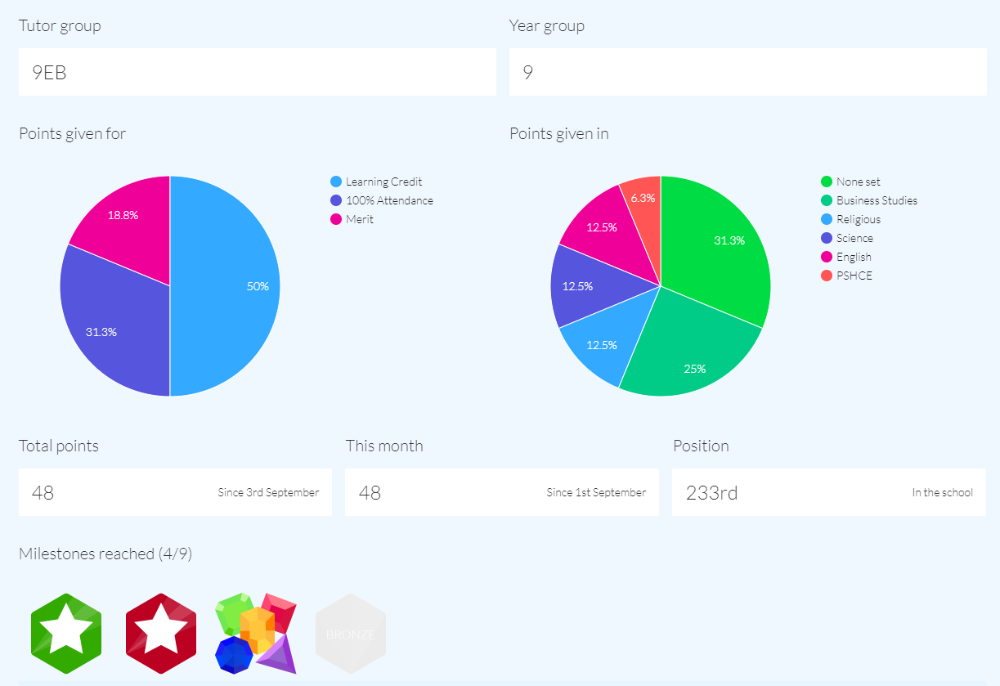 Tutor group
Year group
9EB
9
Points given for
Points given in
18.8%
50%
31.3%
Learning Credit
100% Attendance
Merit
6.3%
12.5%
31.3%
12.5%
12.5%
25%
None set
Business Studies
Religious
Science
English
PSHCE
Total points
This month
Position
48 Since 3rd September
48 Since 1st September
233rd In the school
Milestones reached (4/9)
BRONZE